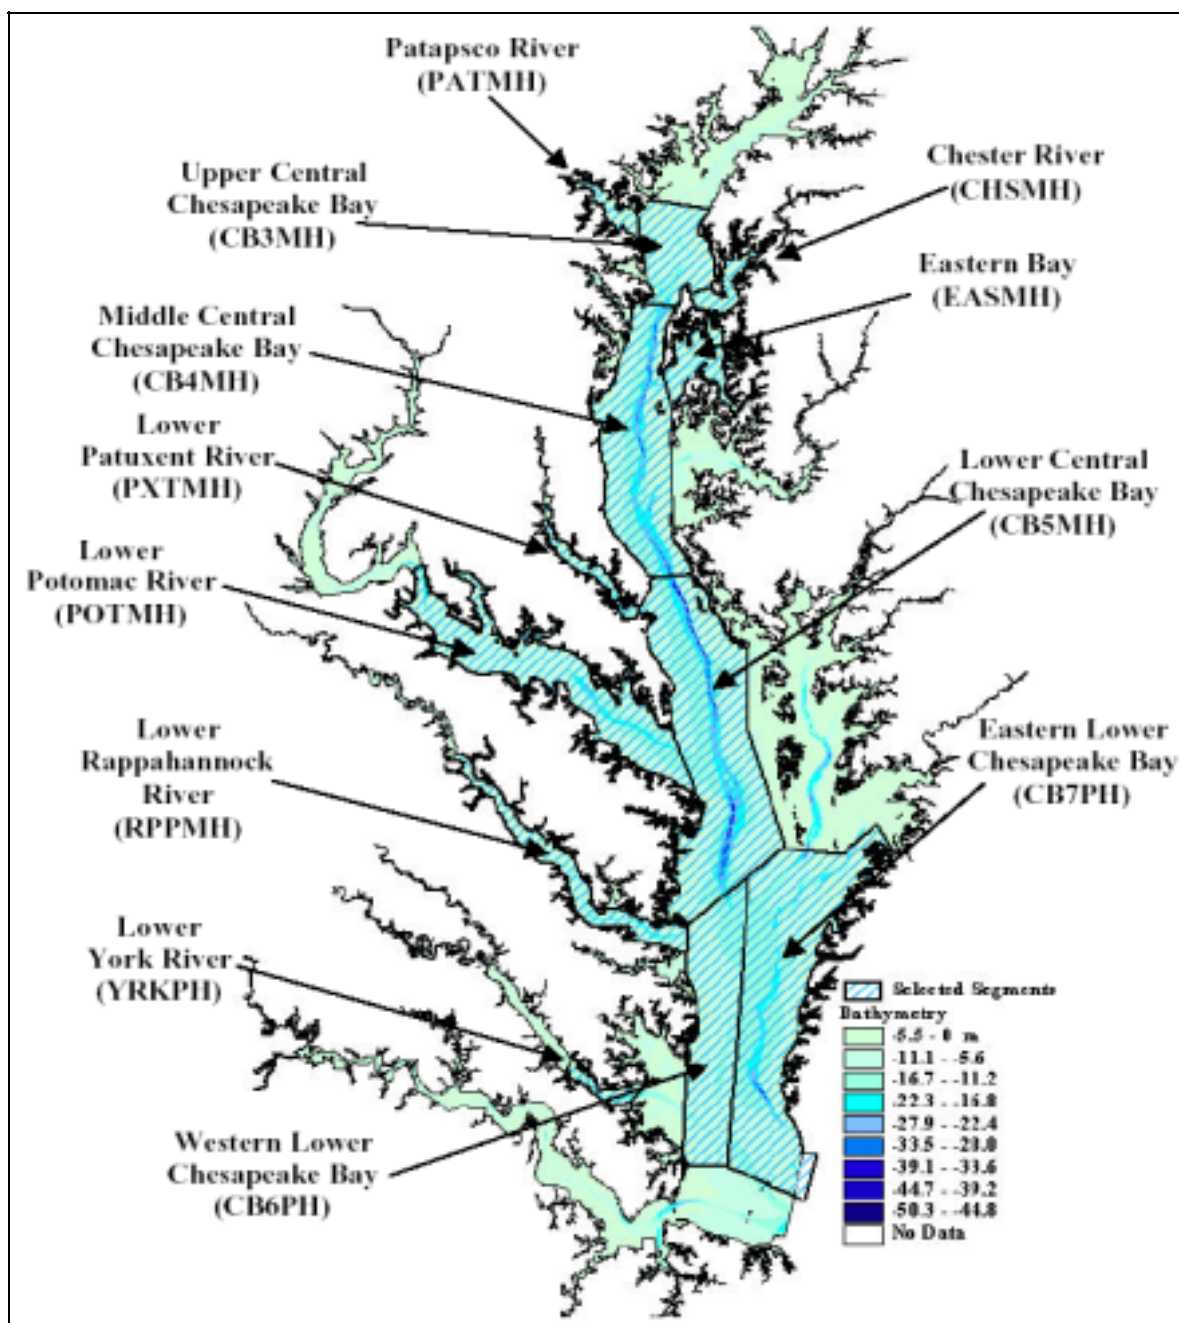 Patapsco River
(PATMH)
Upper Central
Chesapeake Bay
(CB3MH)
Chester River
(CHSMH)
Eastern Bay
(EASMH)
Middle Central
Chesapeake Bay
(CB4MH)
Lower
Patuxent River
(PXTMH)
Lower Central
Chesapeake Bay
(CB5MH)
Lower
Potomac River
(POTMH)
Lower
Rappahannock
River
(RPPMH)
Eastern Lower
Chesapeake Bay
(CB7PH)
Lower
York River
(YRKPH)
Western Lower
Chesapeake Bay
(CB6PH)
Selected Segments
Bathymetry
-5.5 - 0 m
-11.1 - -5.6
-16.7 - -11.2
-22.3 - -16.8
-27.9 - -22.4
-33.5 - -28.0
-39.1 - -33.6
-44.7 - -39.2
-50.3 - -44.8
No Data